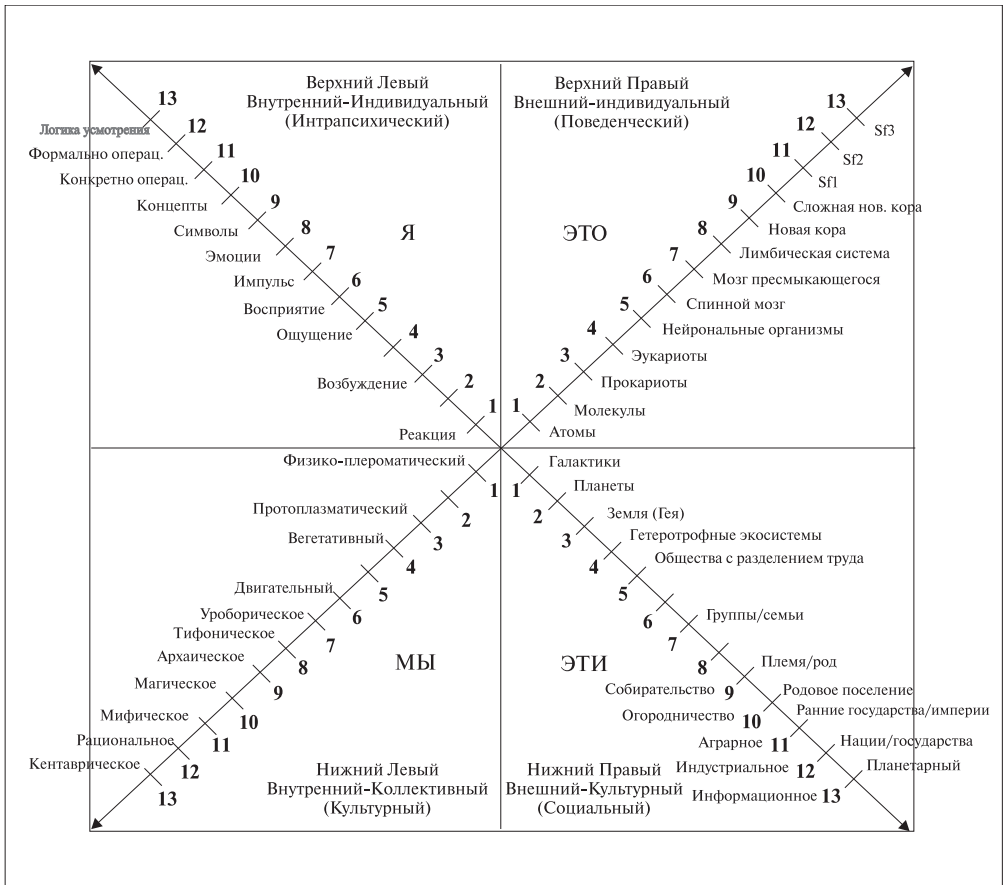 Верхний Левый
Внутренний-Индивидуальный
(Интрапсихический)
13
Логика усмотрения
12
Формально операц.
11
Конкретно операц.
10
Концепты
9
Символы
8
Эмоции
7
Импульс
6
Восприятие
5
Ощущение
4
3
Возбуждение
2
1
Реакция
Я
Верхний Правый
Внешний-индивидуальный
(Поведенческий)
13
Sf3
12
Sf2
11
Sf1
10
Сложная нов. кора
9
Новая кора
8
Лимбическая система
7
Мозг пресмыкающегося
6
Спинной мозг
5
Нейрональные организмы
4
Эукариоты
3
Прокариоты
2
Молекулы
1
Атомы
ЭТО
Физико-плероматический
1
2
Протоплазматический
3
Вегетативный
4
5
Двигательный
6
Уроборическое
7
Тифоническое
8
Архаическое
9
Магическое
10
Мифическое
11
Рациональное
12
Кентаврическое
13
МЫ
Нижний Левый
Внутренний-Коллективный
(Культурный)
Галактики
1
Планеты
2
Земля (Гея)
3
Гетеротрофные экосистемы
4
Общества с разделением труда
5
6
Группы/семьи
7
8
Племя/род
Собирательство 9
Родовое поселение
Огородничество 10
Ранние государства/империи
Аграрное 11
Нации/государства
Индустриальное 12
Планетарный
Информационное 13
ЭТИ
Нижний Правый
Внешний-Культурный
(Социальный)